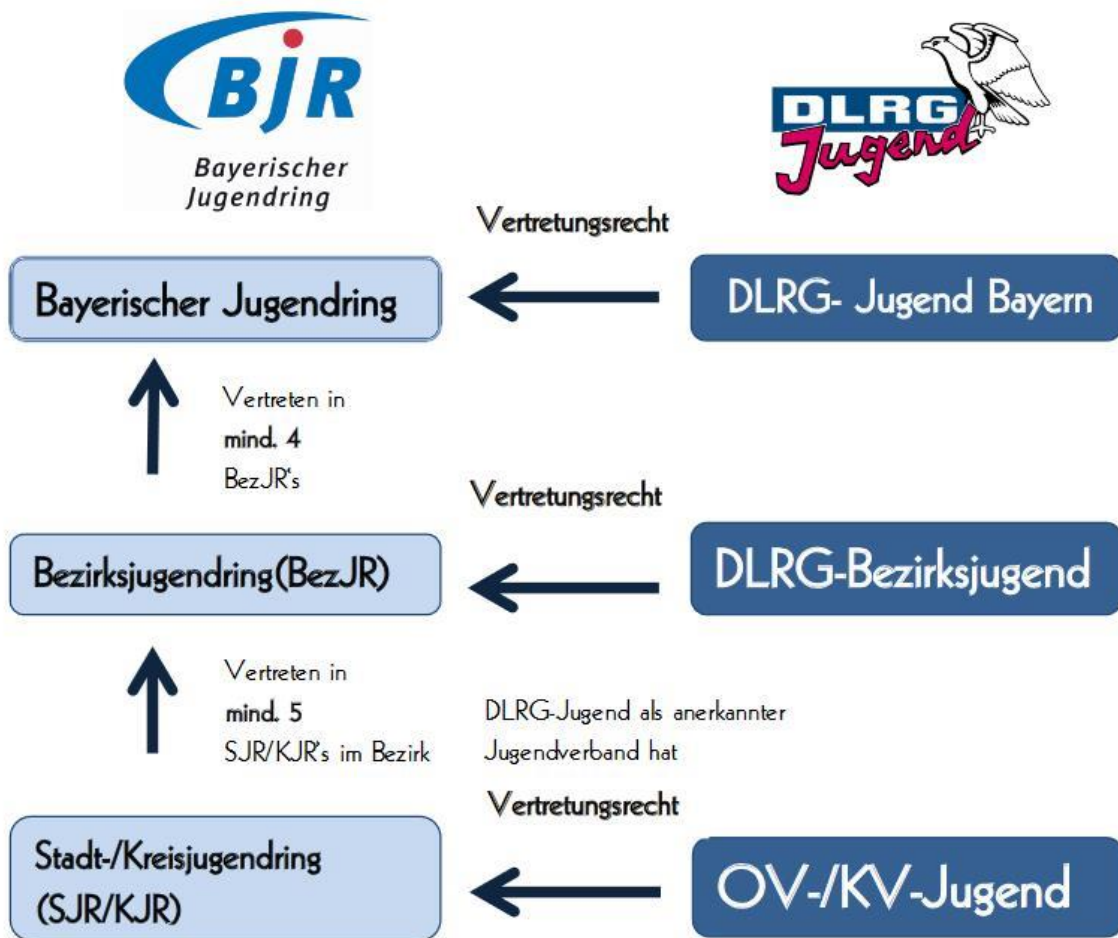 BJR
Bayerischer
Jugendring
DLRG
Jugend
Vertretungsrecht
Bayerischer Jugendring
DLRG- Jugend Bayern
Vertreten in
mind. 4
BezJR's
Vertretungsrecht
Bezirksjugendring(BezJR)
DLRG-Bezirksjugend
Vertreten in
mind. 5
SJR/KJR's im Bezirk
DLRG-Jugend als anerkannter
Jugendverband hat
Vertretungsrecht
Stadt-/Kreisjugendring
(SJR/KJR)
OV-/KV-Jugend